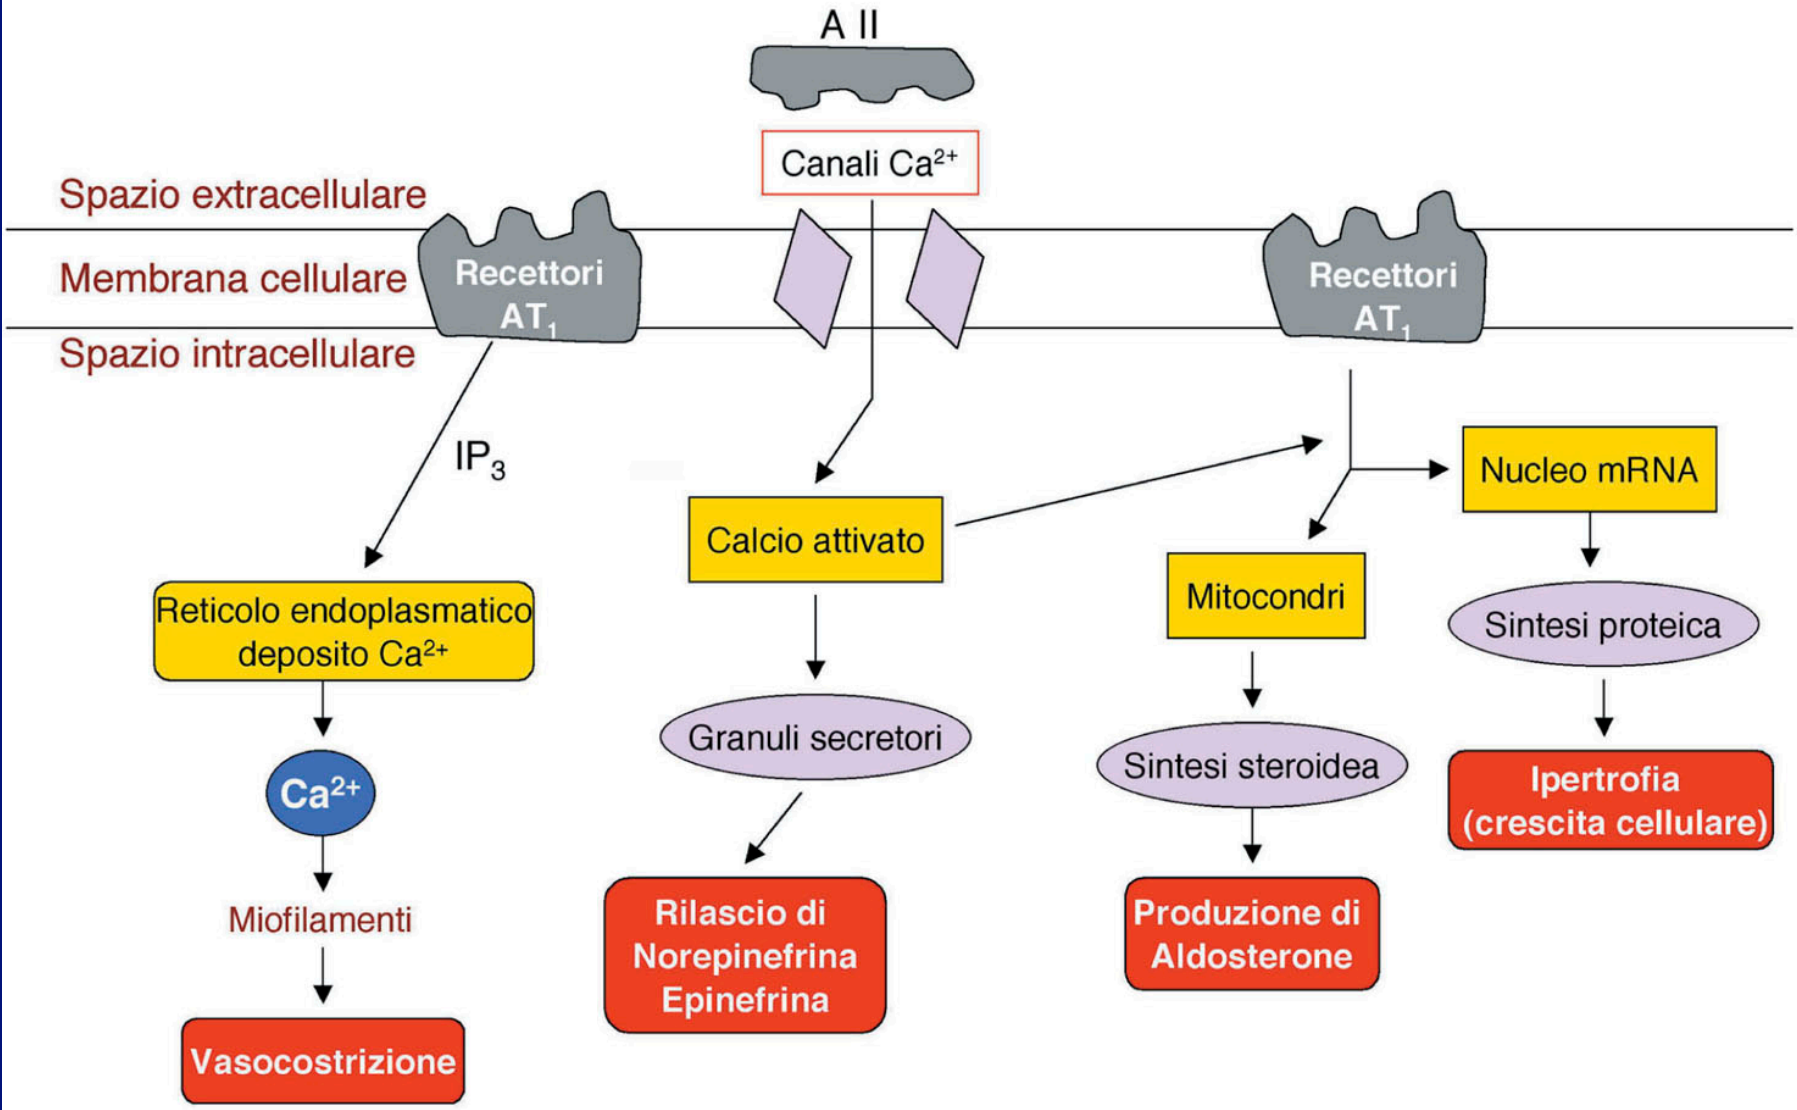 A II
Canali Ca²⁺
Spazio extracellulare
Membrana cellulare
Spazio intracellulare
Recettori
AT₁
Recettori
AT₁
IP₃
Reticolo endoplasmatico
deposito Ca²⁺
Ca²⁺
Miofilamenti
Vasocostrizione
Calcio attivato
Granuli secretori
Rilascio di
Norepinefrina
Epinefrina
Mitocondri
Sintesi steroidea
Produzione di
Aldosterone
Nucleo mRNA
Sintesi proteica
Ipertrofia
(crescita cellulare)